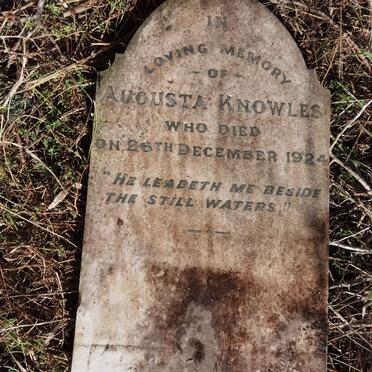 IN
LOVING MEMORY
- OF -
AUGUSTA KNOWLES
WHO DIED
ON 26TH DECEMBER 1924
"HE LEADETH ME BESIDE
THE STILL WATERS."